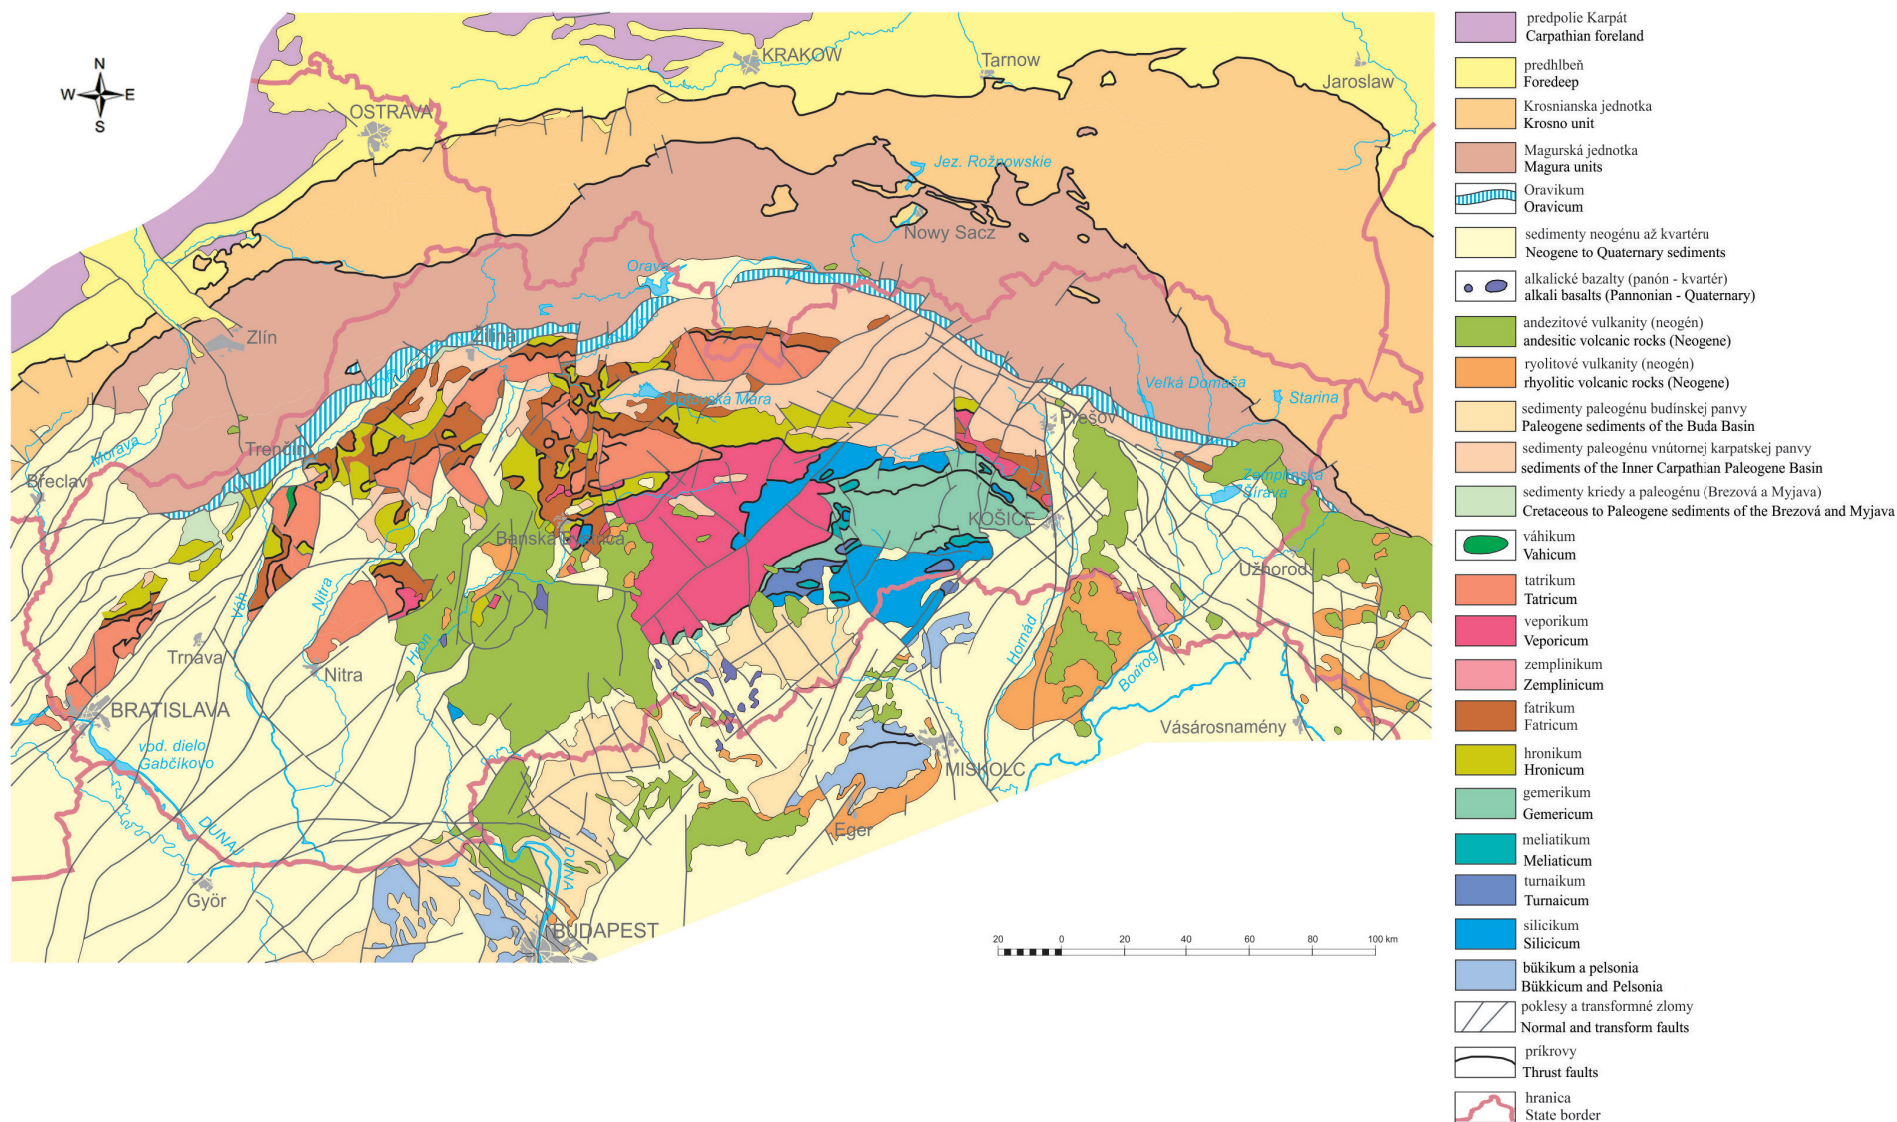 N
W E
S
KRAKOW
Tarnow
Jaroslaw
OSTRAVA
Jez. Rožnowskie
Nowy Sacz
Orava
Zlín
Žilina
Liptovská Mara
Veľká Domaša
Starina
Prešov
Trenčín
Morava
Břeclav
Zemplínska
Šírava
KOŠICE
Banská Bystrica
Užhorod
Váh
Nitra
Hron
Hornád
Bodrog
Trnava
Nitra
BRATISLAVA
Vásárosnamény
vod. dielo
Gabčíkovo
MISKOLC
DUNAJ
Eger
DUNA
Györ
BUDAPEST
20 0 20 40 60 80 100 km
predpolie Karpát
Carpathian foreland
predhlbeň
Foredeep
Krosnianska jednotka
Krosno unit
Magurská jednotka
Magura units
Oravikum
Oravicum
sedimenty neogénu až kvartéru
Neogene to Quaternary sediments
alkalické bazalty (panón - kvartér)
alkali basalts (Pannonian - Quaternary)
andezitové vulkanity (neogén)
andesitic volcanic rocks (Neogene)
ryolitové vulkanity (neogén)
rhyolitic volcanic rocks (Neogene)
sedimenty paleogénu budínskej panvy
Paleogene sediments of the Buda Basin
sedimenty paleogénu vnútornej karpatskej panvy
sediments of the Inner Carpathian Paleogene Basin
sedimenty kriedy a paleogénu (Brezová a Myjava)
Cretaceous to Paleogene sediments of the Brezová and Myjava
váhikum
Vahicum
tatrikum
Tatricum
veporikum
Veporicum
zemplinikum
Zemplinicum
fatrikum
Fatricum
hronikum
Hronicum
gemerikum
Gemericum
meliatikum
Meliaticum
turnaikum
Turnaicum
silicikum
Silicicum
bükikum a pelsonia
Bükkicum and Pelsonia
poklesy a transformné zlomy
Normal and transform faults
príkrovy
Thrust faults
hranica
State border